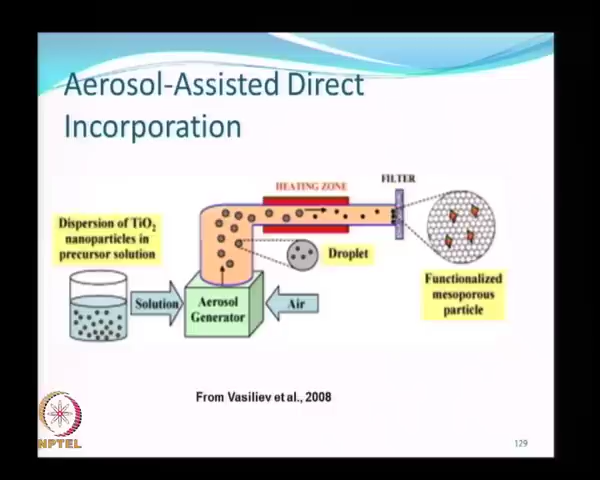 Aerosol-Assisted Direct
Incorporation
HEATING ZONE
FILTER
Dispersion of TiO2
nanoparticles in
precursor solution
Droplet
Solution
Aerosol
Generator
Air
Functionalized
mesoporous
particle
From Vasiliev et al., 2008
NPTEL
129